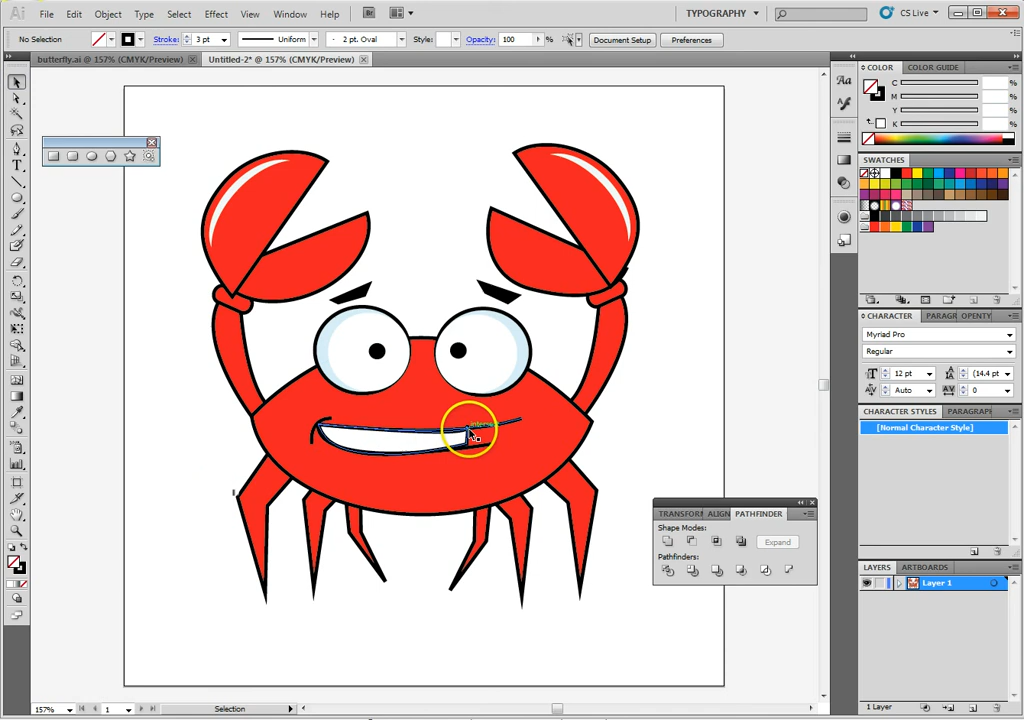 Ai File Edit Object Type Select Effect View Window Help Br TYPOGRAPHY CS Live
No Selection Stroke: 3 pt Uniform 2 pt. Oval Style: Opacity: 100 % Document Setup Preferences
butterfly.ai @ 157% (CMYK/Preview) Untitled-2* @ 157% (CMYK/Preview)
COLOR COLOR GUIDE
C %
M %
Y %
K %
SWATCHES
CHARACTER PARAGR OPENTY
Myriad Pro
Regular
12 pt (14.4 pt
Auto 0
CHARACTER STYLES PARAGRAPH
[Normal Character Style]
TRANSFORM ALIGN PATHFINDER
Shape Modes:
Expand
Pathfinders:
LAYERS ARTBOARDS
Layer 1
157% 1 Selection 1 Layer